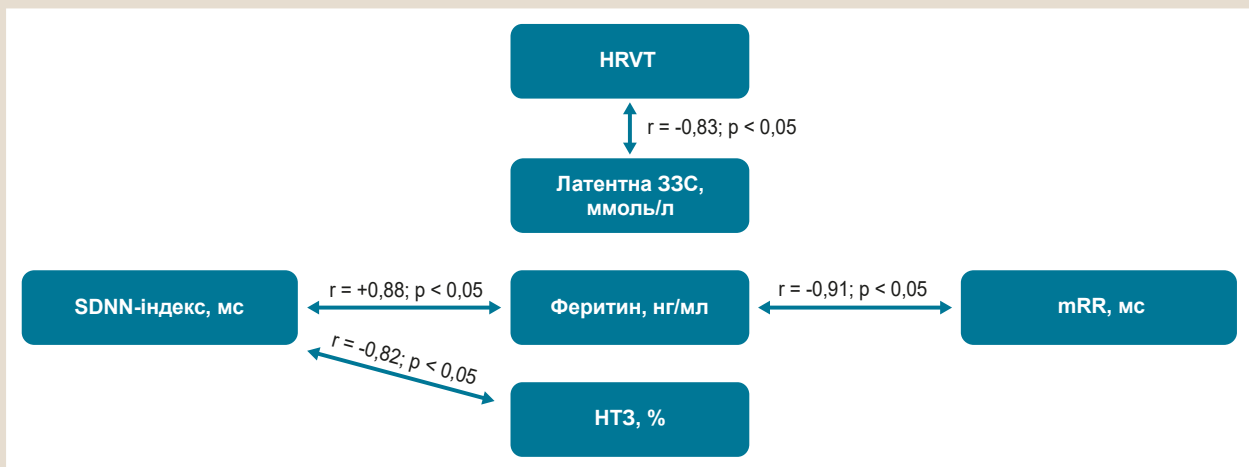 HRVT
r = -0,83; p < 0,05
Латентна ЗЗС,
ммоль/л
SDNN-індекс, мс
r = +0,88; p < 0,05
Феритин, нг/мл
r = -0,91; p < 0,05
mRR, мс
r = -0,82; p < 0,05
НТЗ, %